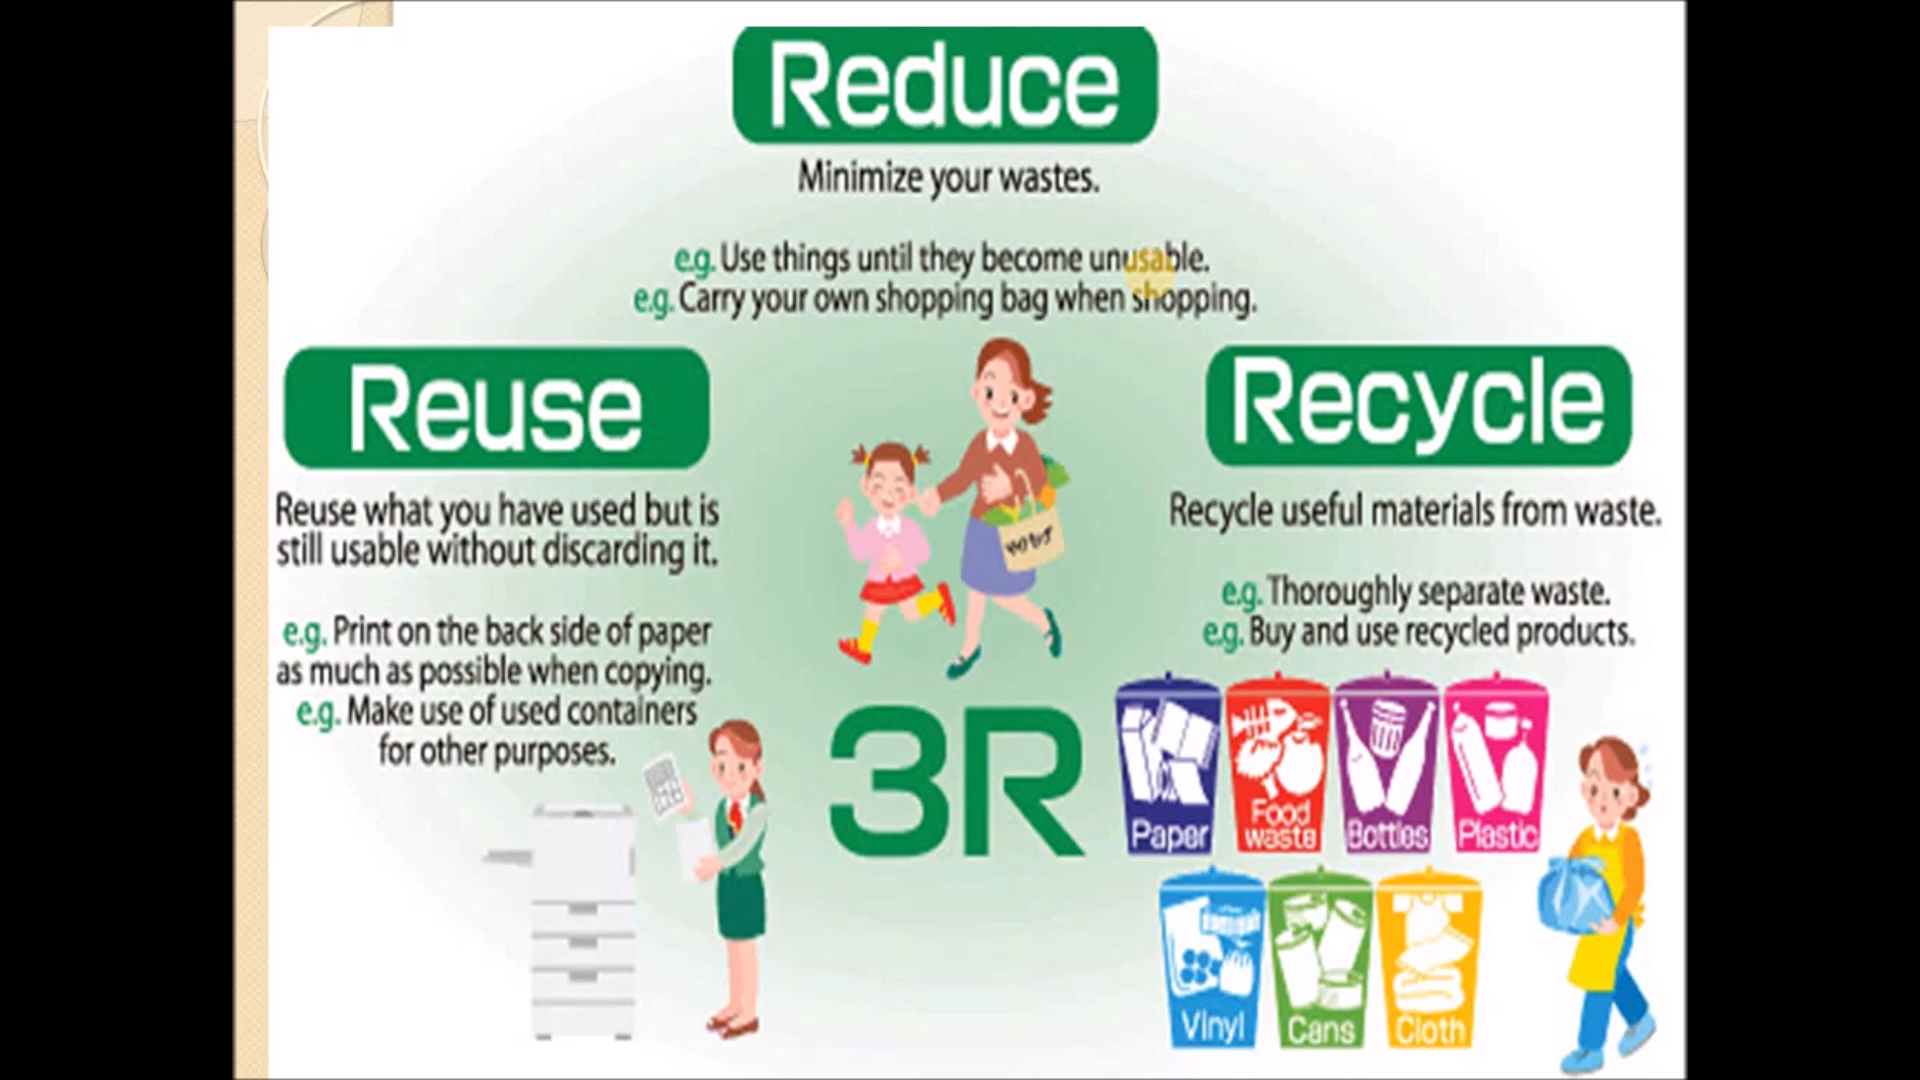 Reduce
Minimize your wastes.
e.g. Use things until they become unusable.
e.g. Carry your own shopping bag when shopping.
Reuse
Reuse what you have used but is
still usable without discarding it.
e.g. Print on the back side of paper
as much as possible when copying.
e.g. Make use of used containers
for other purposes.
Recycle
Recycle useful materials from waste.
e.g. Thoroughly separate waste.
e.g. Buy and use recycled products.
3R
Paper
Food
waste
Bottles
Plastic
Vinyl
Cans
Cloth